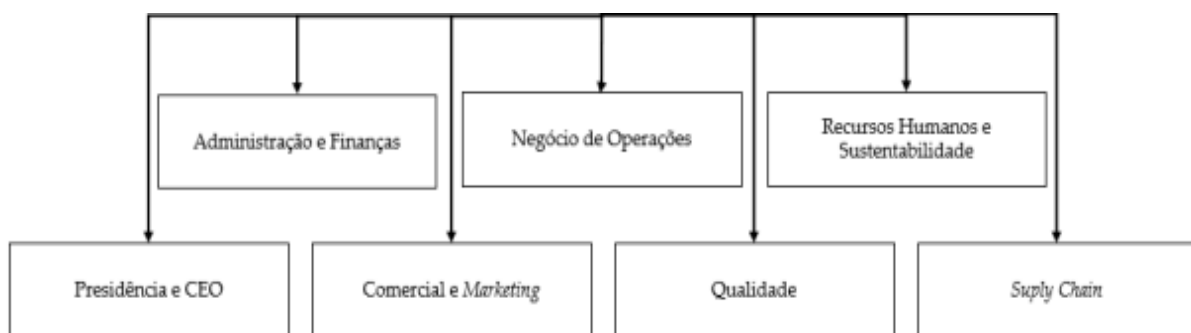 Administração e Finanças
Negócio de Operações
Recursos Humanos e
Sustentabilidade
Presidência e CEO
Comercial e Marketing
Qualidade
Suply Chain